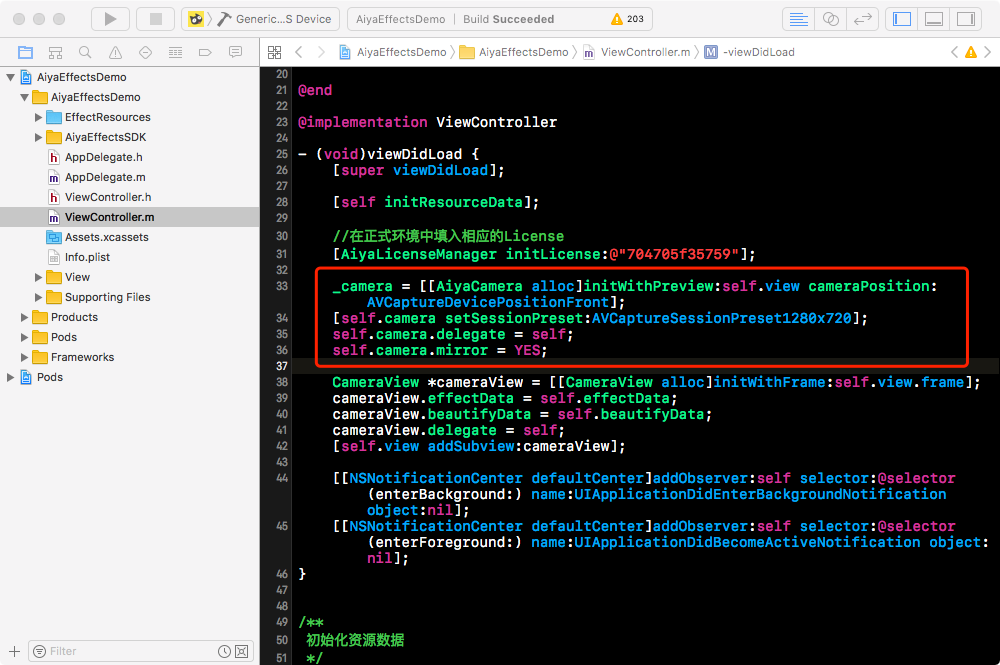 Generic...S Device
AiyaEffectsDemo | Build Succeeded
203
AiyaEffectsDemo
AiyaEffectsDemo
EffectResources
AiyaEffectsSDK
AppDelegate.h
AppDelegate.m
ViewController.h
ViewController.m
Assets.xcassets
Info.plist
View
Supporting Files
Products
Pods
Frameworks
Pods
Filter
AiyaEffectsDemo
AiyaEffectsDemo
ViewController.m
-viewDidLoad
20
21 @end
22
23 @implementation ViewController
24
25 - (void)viewDidLoad {
26 [super viewDidLoad];
27
28 [self initResourceData];
29
30 //在正式环境中填入相应的License
31 [AiyaLicenseManager initLicense:@"704705f35759"];
32
33 _camera = [[AiyaCamera alloc]initWithPreview:self.view cameraPosition:
AVCaptureDevicePositionFront];
34 [self.camera setSessionPreset:AVCaptureSessionPreset1280x720];
35 self.camera.delegate = self;
36 self.camera.mirror = YES;
37
38 CameraView *cameraView = [[CameraView alloc]initWithFrame:self.view.frame];
39 cameraView.effectData = self.effectData;
40 cameraView.beautifyData = self.beautifyData;
41 cameraView.delegate = self;
42 [self.view addSubview:cameraView];
43
44 [[NSNotificationCenter defaultCenter]addObserver:self selector:@selector
(enterBackground:) name:UIApplicationDidEnterBackgroundNotification
object:nil];
45 [[NSNotificationCenter defaultCenter]addObserver:self selector:@selector
(enterForeground:) name:UIApplicationDidBecomeActiveNotification object:
nil];
46 }
47
48
49 /**
50 初始化资源数据
51 */